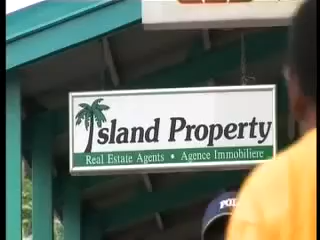 Island Property
Real Estate Agents • Agence Immobiliere